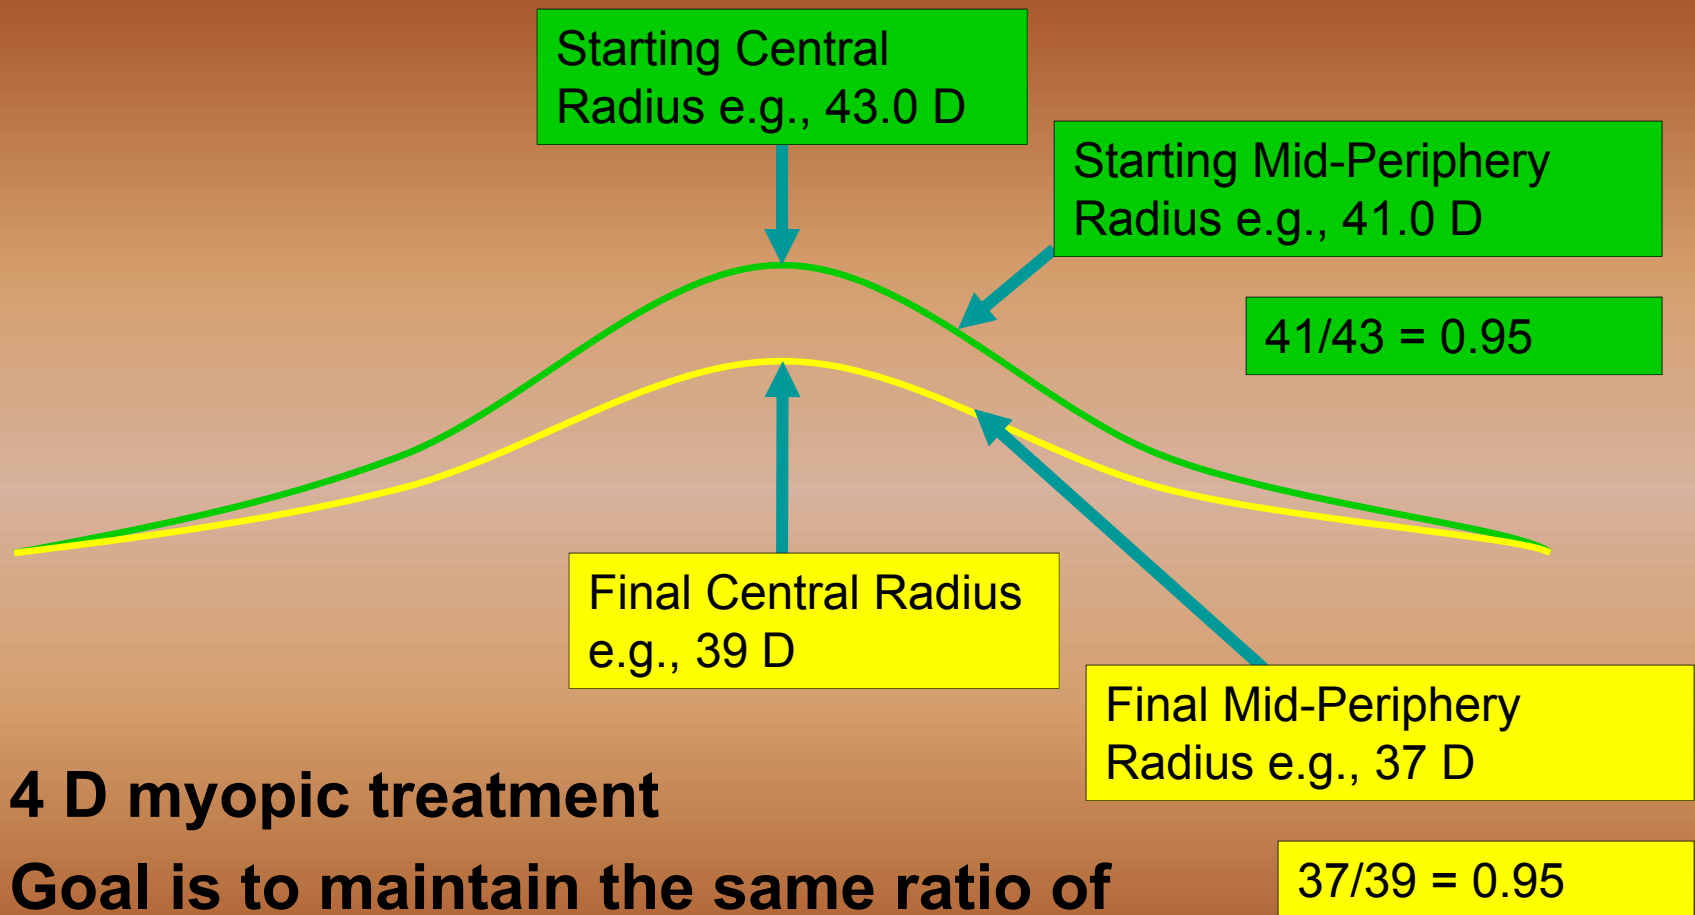 Starting Central
Radius e.g., 43.0 D
Starting Mid-Periphery
Radius e.g., 41.0 D
41/43 = 0.95
Final Central Radius
e.g., 39 D
Final Mid-Periphery
Radius e.g., 37 D
4 D myopic treatment
Goal is to maintain the same ratio of
37/39 = 0.95